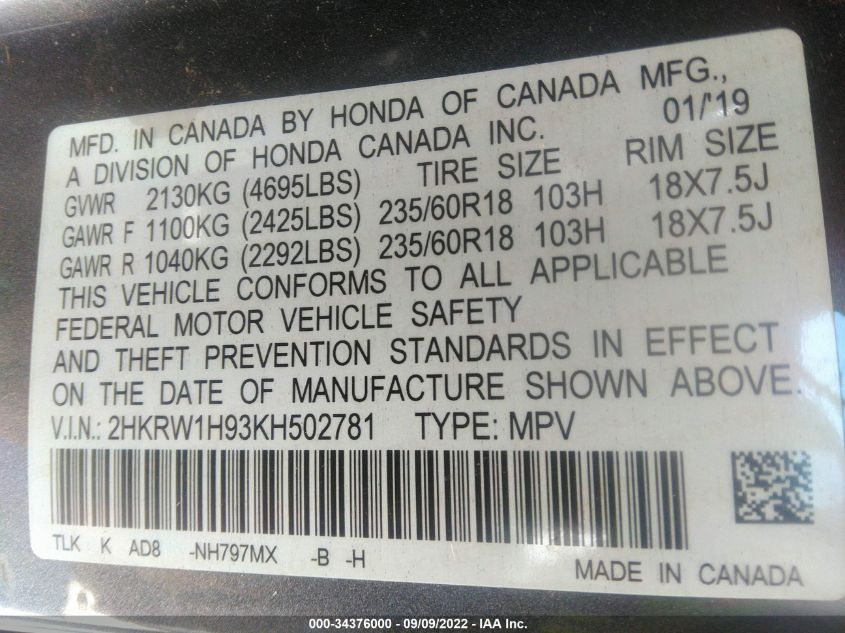 MFD. IN CANADA BY HONDA OF CANADA MFG.,
A DIVISION OF HONDA CANADA INC. 01/'19
GVWR 2130KG (4695LBS) TIRE SIZE RIM SIZE
GAWR F 1100KG (2425LBS) 235/60R18 103H 18X7.5J
GAWR R 1040KG (2292LBS) 235/60R18 103H 18X7.5J
THIS VEHICLE CONFORMS TO ALL APPLICABLE
FEDERAL MOTOR VEHICLE SAFETY
AND THEFT PREVENTION STANDARDS IN EFFECT
ON THE DATE OF MANUFACTURE SHOWN ABOVE.
V.I.N.: 2HKRW1H93KH502781 TYPE: MPV
TLK K AD8 -NH797MX -B -H
MADE IN CANADA
000-34376000 - 09/09/2022 - IAA Inc.